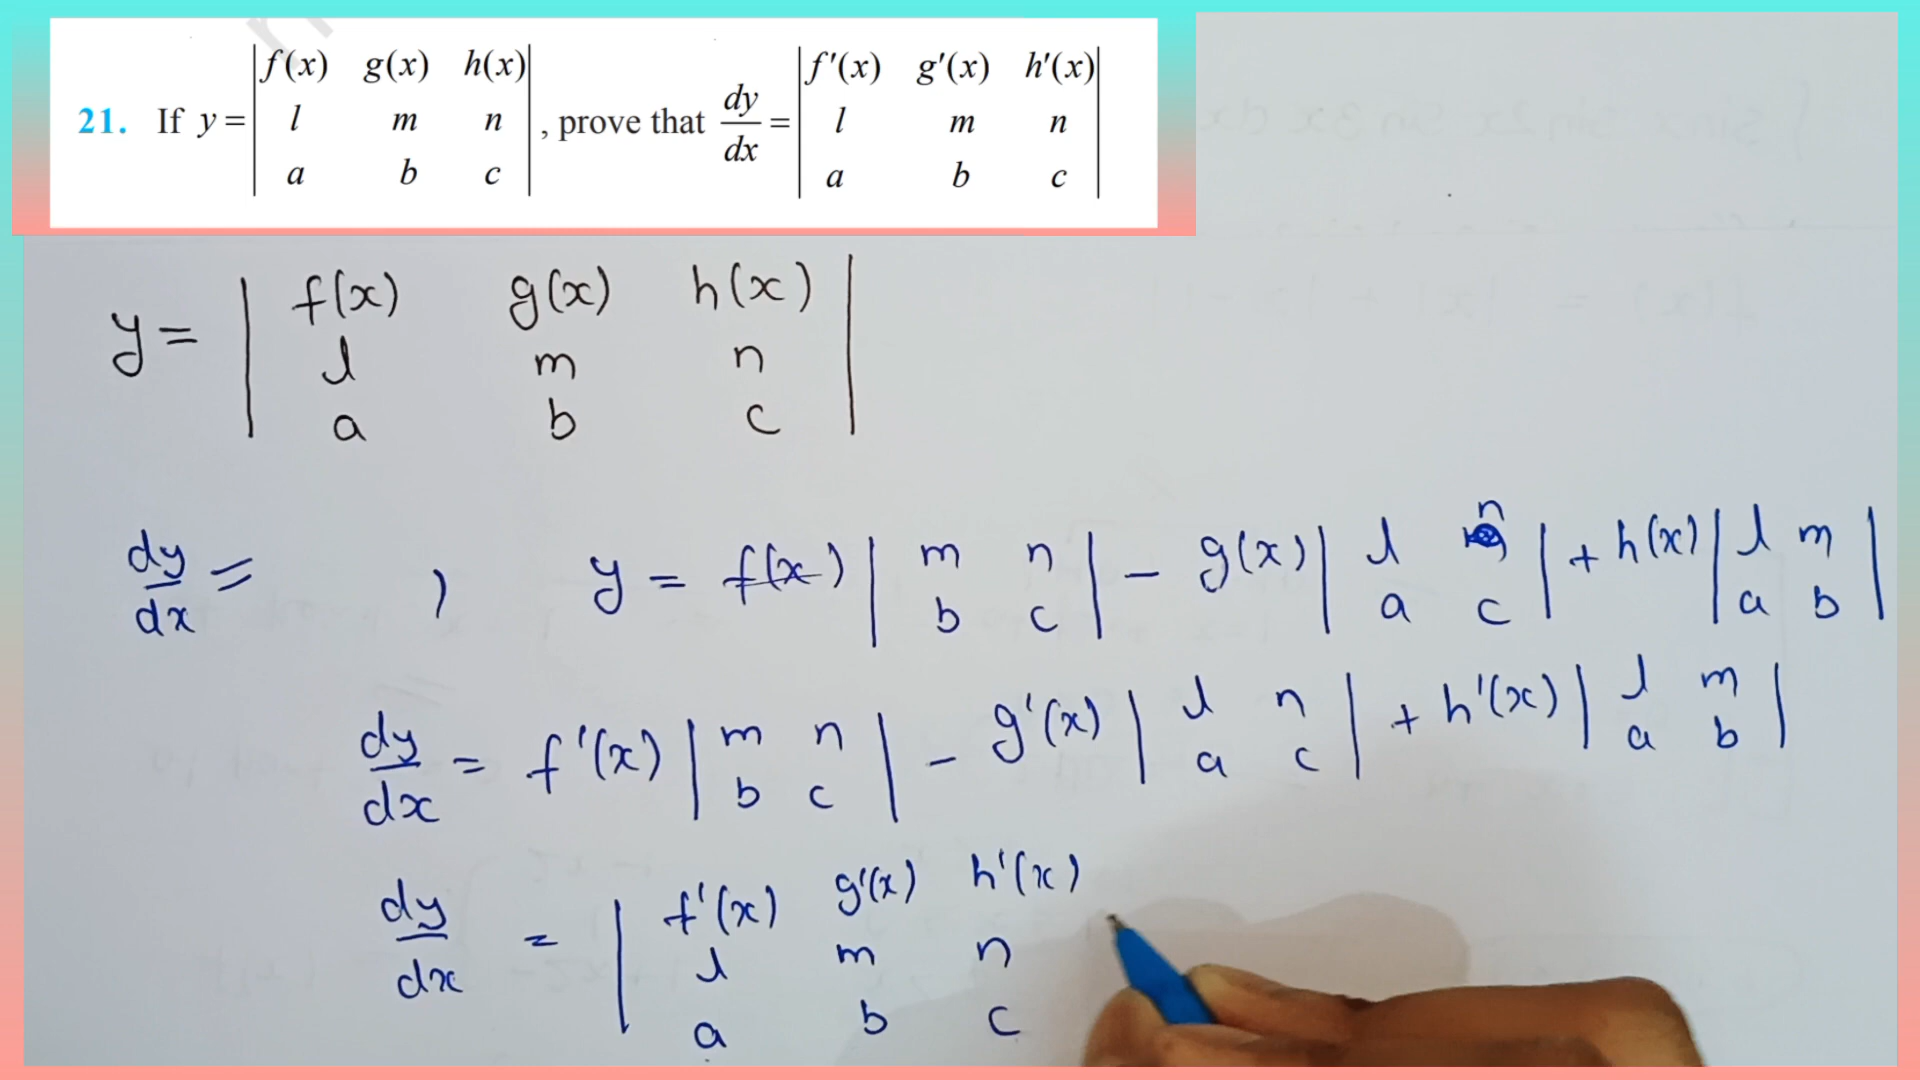 f(x) g(x) h(x) f'(x) g'(x) h'(x)
21. If y = l m n , prove that dy/dx = l m n
a b c a b c
y = | f(x) g(x) h(x) |
l m n
a b c
dy/dx = , y = f(x) | m n | - g(x) | l n | + h(x) | l m |
b c a c a b
dy/dx = f'(x) | m n | - g'(x) | l n | + h'(x) | l m |
b c a c a b
dy/dx = | f'(x) g'(x) h'(x)
l m n
a b c